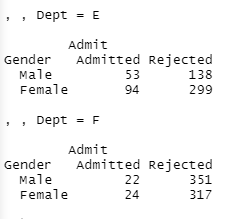 , , Dept = E
Admit
Gender Admitted Rejected
Male 53 138
Female 94 299
, , Dept = F
Admit
Gender Admitted Rejected
Male 22 351
Female 24 317